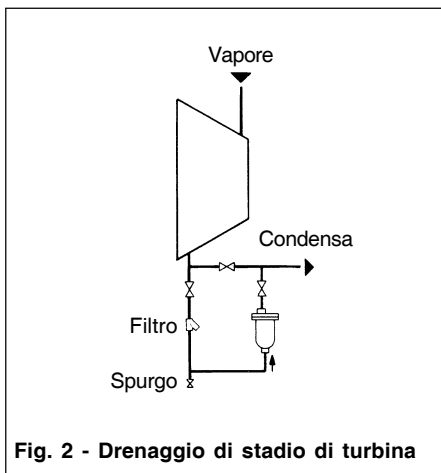 Vapore
Condensa
Filtro
Spurgo
Fig. 2 - Drenaggio di stadio di turbina